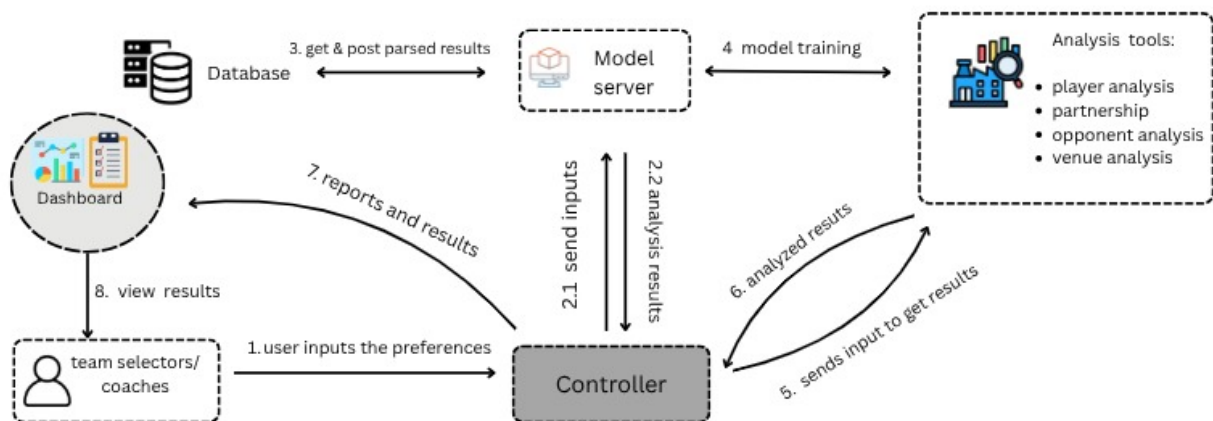 3. get & post parsed results
Database
Model
server
4 model training
Analysis tools:
• player analysis
• partnership
• opponent analysis
• venue analysis
Dashboard
7. reports and results
2.1 send inputs
2.2 analysis results
6. analyzed resuts
5. sends input to get results
8. view results
team selectors/
coaches
1. user inputs the preferences
Controller